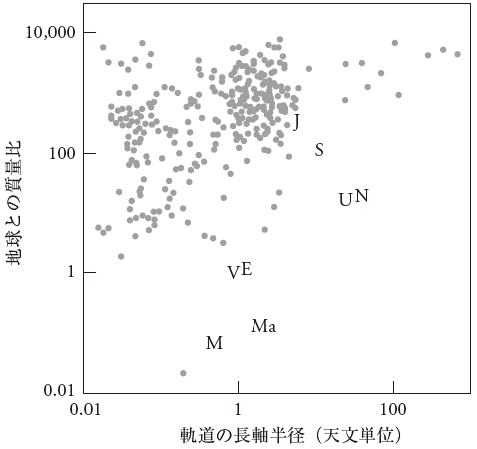 10,000
100
1
0.01
地球との質量比
J
S
U N
V E
Ma
M
0.01
1
100
軌道の長軸半径（天文単位）